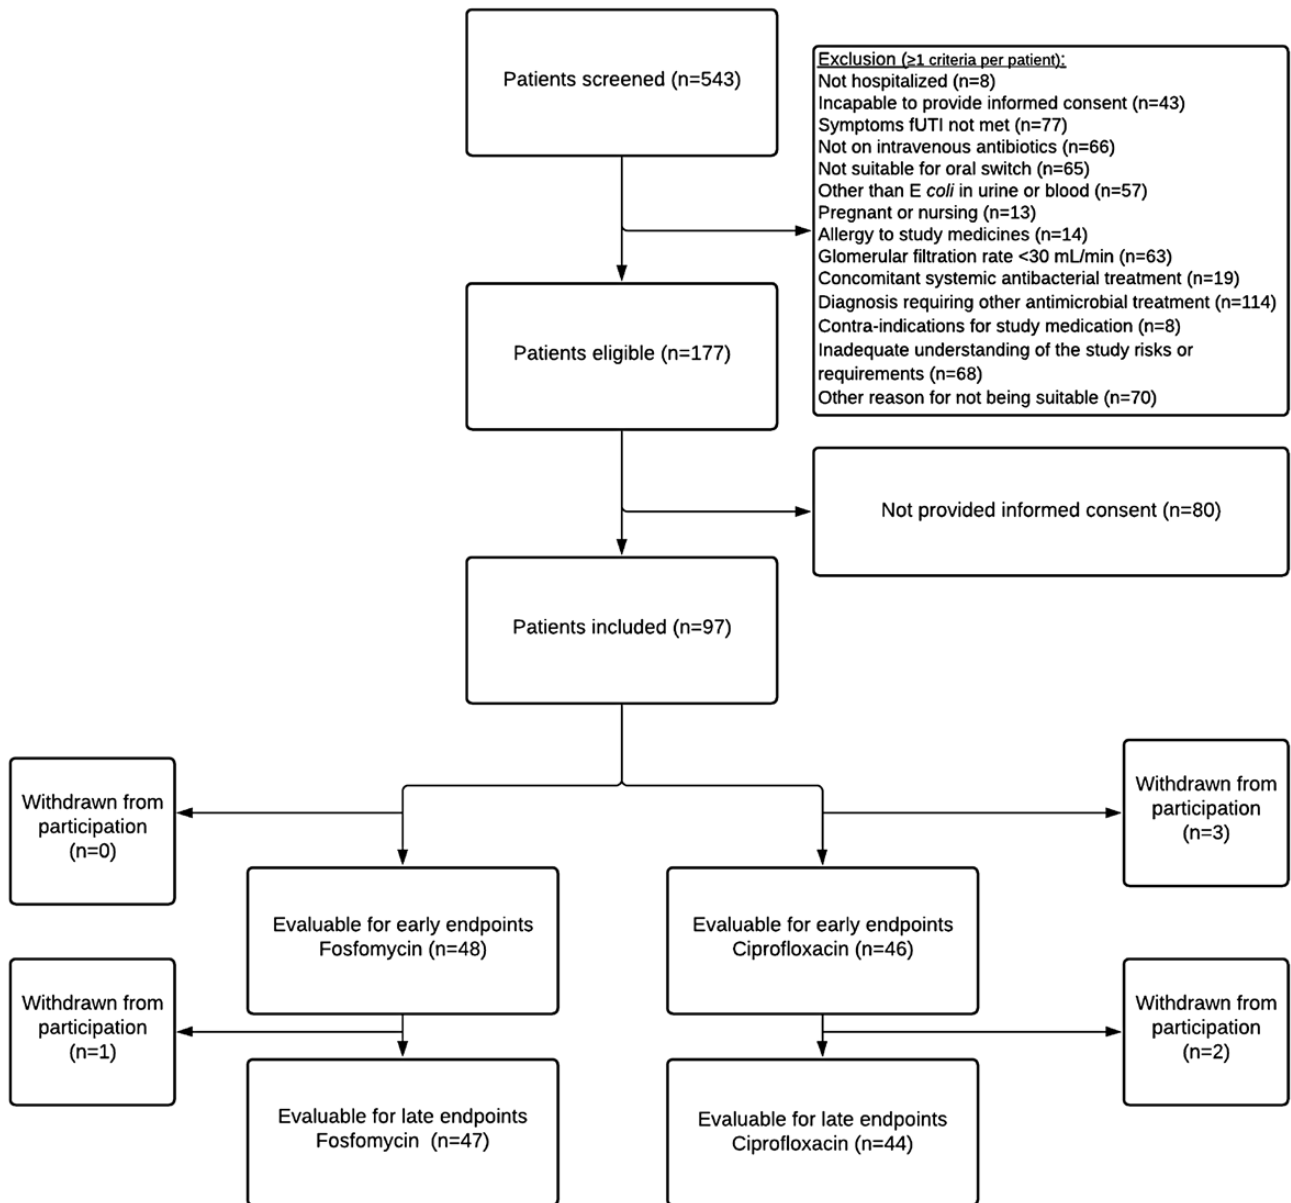 Patients screened (n=543)
Exclusion (≥1 criteria per patient):
Not hospitalized (n=8)
Incapable to provide informed consent (n=43)
Symptoms fUTI not met (n=77)
Not on intravenous antibiotics (n=66)
Not suitable for oral switch (n=65)
Other than E coli in urine or blood (n=57)
Pregnant or nursing (n=13)
Allergy to study medicines (n=14)
Glomerular filtration rate <30 mL/min (n=63)
Concomitant systemic antibacterial treatment (n=19)
Diagnosis requiring other antimicrobial treatment (n=114)
Contra-indications for study medication (n=8)
Inadequate understanding of the study risks or
requirements (n=68)
Other reason for not being suitable (n=70)
Patients eligible (n=177)
Not provided informed consent (n=80)
Patients included (n=97)
Withdrawn from
participation
(n=0)
Withdrawn from
participation
(n=3)
Evaluable for early endpoints
Fosfomycin (n=48)
Evaluable for early endpoints
Ciprofloxacin (n=46)
Withdrawn from
participation
(n=1)
Withdrawn from
participation
(n=2)
Evaluable for late endpoints
Fosfomycin (n=47)
Evaluable for late endpoints
Ciprofloxacin (n=44)